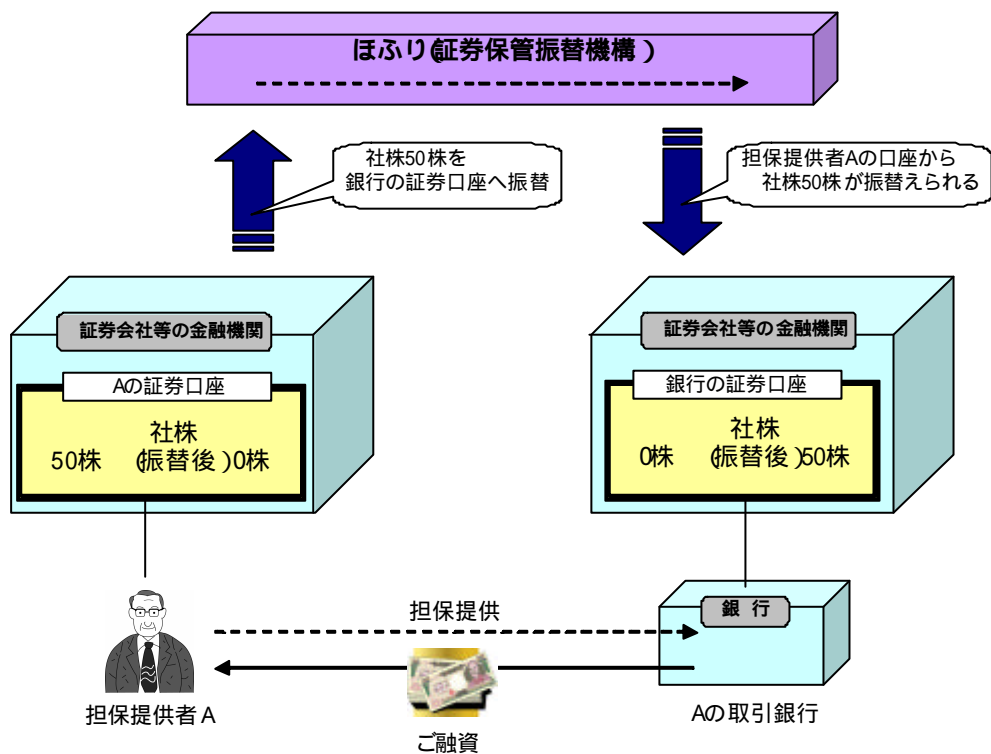 ほふり(証券保管振替機構)
社株50株を
銀行の証券口座へ振替
担保提供者Aの口座から
社株50株が振替えられる
証券会社等の金融機関
Aの証券口座
社株
50株 (振替後)0株
証券会社等の金融機関
銀行の証券口座
社株
0株 (振替後)50株
銀 行
担保提供
担保提供者A
Aの取引銀行
ご融資